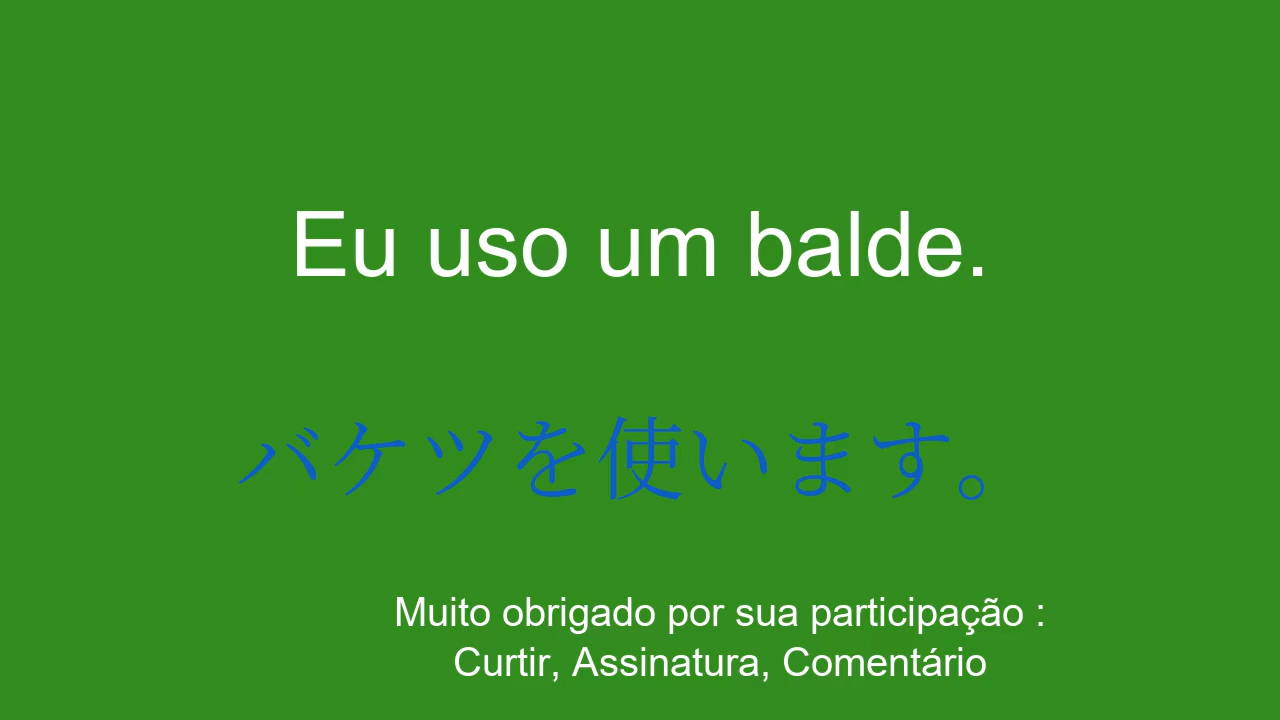 Eu uso um balde.
バケツを使います。
Muito obrigado por sua participação :
Curtir, Assinatura, Comentário